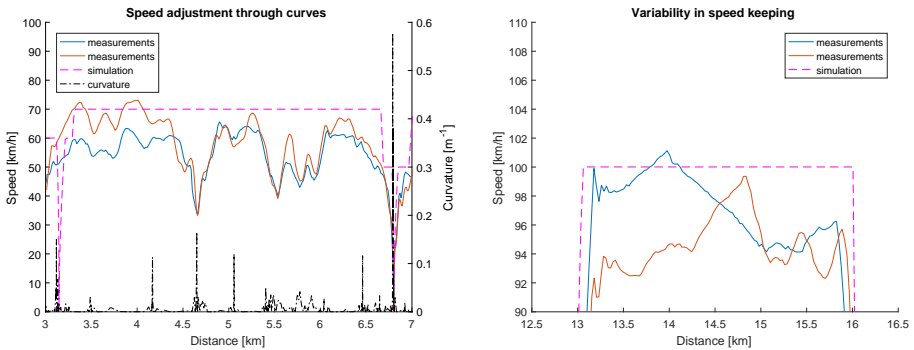 Speed adjustment through curves
measurements
measurements
simulation
curvature
100
90
80
70
60
50
40
30
20
10
0
Speed [km/h]
0.6
0.5
0.4
0.3
0.2
0.1
0
Curvature [m⁻¹]
3 3.5 4 4.5 5 5.5 6 6.5 7
Distance [km]
Variability in speed keeping
measurements
measurements
simulation
110
108
106
104
102
100
98
96
94
92
90
Speed [km/h]
12.5 13 13.5 14 14.5 15 15.5 16 16.5
Distance [km]